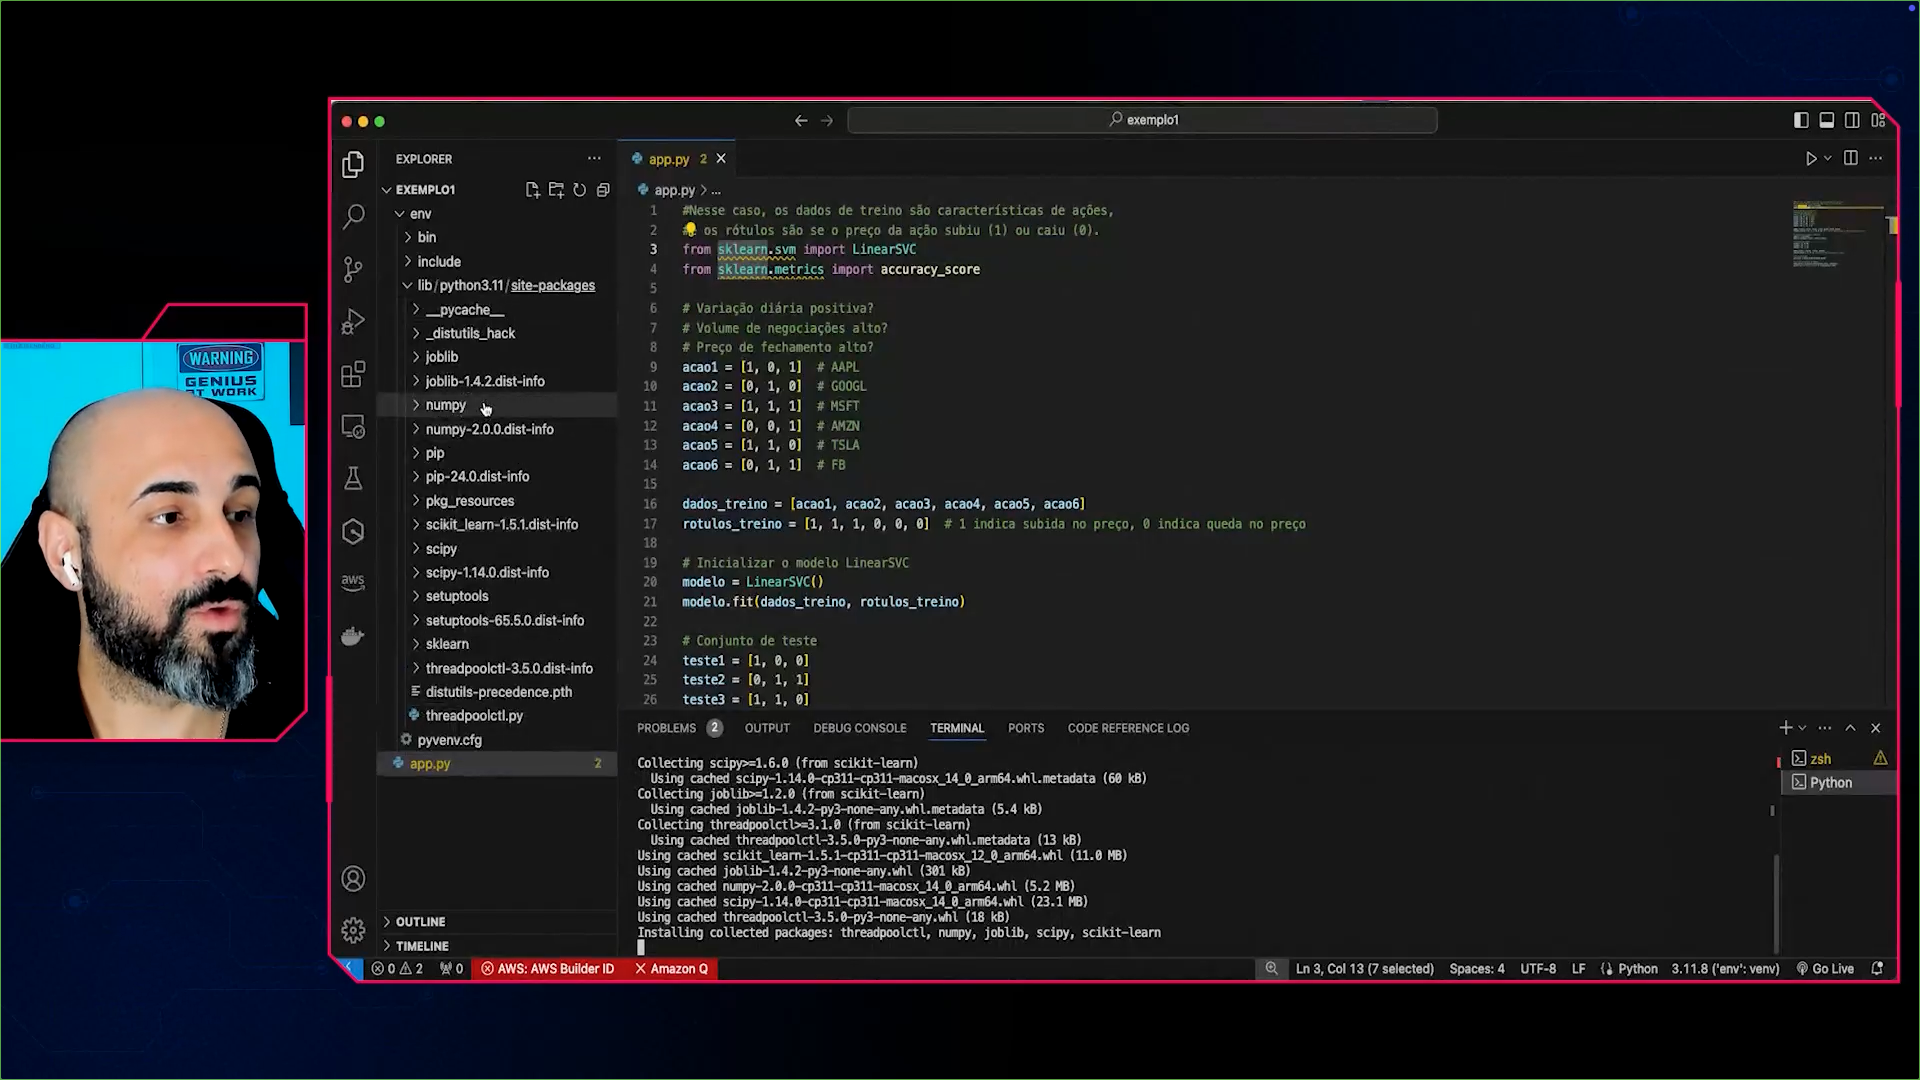 WARNING
GENIUS
AT WORK
exemplo1
EXPLORER
EXEMPLO1
env
bin
include
lib/python3.11/site-packages
__pycache__
_distutils_hack
joblib
joblib-1.4.2.dist-info
numpy
numpy-2.0.0.dist-info
pip
pip-24.0.dist-info
pkg_resources
scikit_learn-1.5.1.dist-info
scipy
scipy-1.14.0.dist-info
setuptools
setuptools-65.5.0.dist-info
sklearn
threadpoolctl-3.5.0.dist-info
distutils-precedence.pth
threadpoolctl.py
pyvenv.cfg
app.py 2
OUTLINE
TIMELINE
aws
app.py 2
app.py > ...
1 #Nesse caso, os dados de treino são características de ações,
2 os rótulos são se o preço da ação subiu (1) ou caiu (0).
3 from sklearn.svm import LinearSVC
4 from sklearn.metrics import accuracy_score
5
6 # Variação diária positiva?
7 # Volume de negociações alto?
8 # Preço de fechamento alto?
9 acao1 = [1, 0, 1] # AAPL
10 acao2 = [0, 1, 0] # GOOGL
11 acao3 = [1, 1, 1] # MSFT
12 acao4 = [0, 0, 1] # AMZN
13 acao5 = [1, 1, 0] # TSLA
14 acao6 = [0, 1, 1] # FB
15
16 dados_treino = [acao1, acao2, acao3, acao4, acao5, acao6]
17 rotulos_treino = [1, 1, 1, 0, 0, 0] # 1 indica subida no preço, 0 indica queda no preço
18
19 # Inicializar o modelo LinearSVC
20 modelo = LinearSVC()
21 modelo.fit(dados_treino, rotulos_treino)
22
23 # Conjunto de teste
24 teste1 = [1, 0, 0]
25 teste2 = [0, 1, 1]
26 teste3 = [1, 1, 0]
PROBLEMS 2 OUTPUT DEBUG CONSOLE TERMINAL PORTS CODE REFERENCE LOG
Collecting scipy>=1.6.0 (from scikit-learn)
Using cached scipy-1.14.0-cp311-cp311-macosx_14_0_arm64.whl.metadata (60 kB)
Collecting joblib>=1.2.0 (from scikit-learn)
Using cached joblib-1.4.2-py3-none-any.whl.metadata (5.4 kB)
Collecting threadpoolctl>=3.1.0 (from scikit-learn)
Using cached threadpoolctl-3.5.0-py3-none-any.whl.metadata (13 kB)
Using cached scikit_learn-1.5.1-cp311-cp311-macosx_12_0_arm64.whl (11.0 MB)
Using cached joblib-1.4.2-py3-none-any.whl (301 kB)
Using cached numpy-2.0.0-cp311-cp311-macosx_14_0_arm64.whl (5.2 MB)
Using cached scipy-1.14.0-cp311-cp311-macosx_14_0_arm64.whl (23.1 MB)
Using cached threadpoolctl-3.5.0-py3-none-any.whl (18 kB)
Installing collected packages: threadpoolctl, numpy, joblib, scipy, scikit-learn
zsh
Python
0 2 0 AWS: AWS Builder ID Amazon Q Ln 3, Col 13 (7 selected) Spaces: 4 UTF-8 LF Python 3.11.8 ('env': venv) Go Live